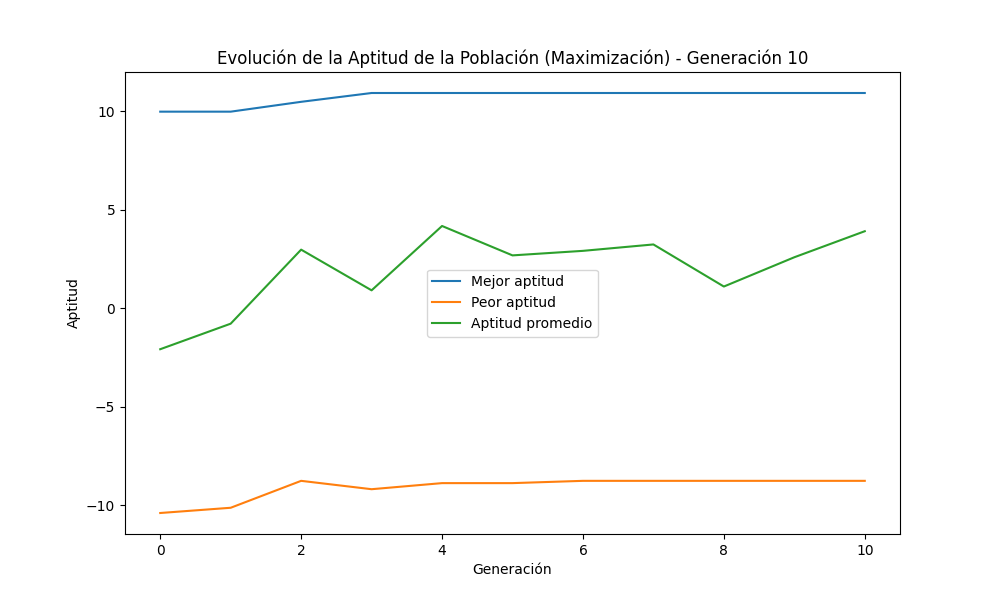 Evolución de la Aptitud de la Población (Maximización) - Generación 10
Aptitud
10
5
0
−5
−10
Mejor aptitud
Peor aptitud
Aptitud promedio
0
2
4
6
8
10
Generación